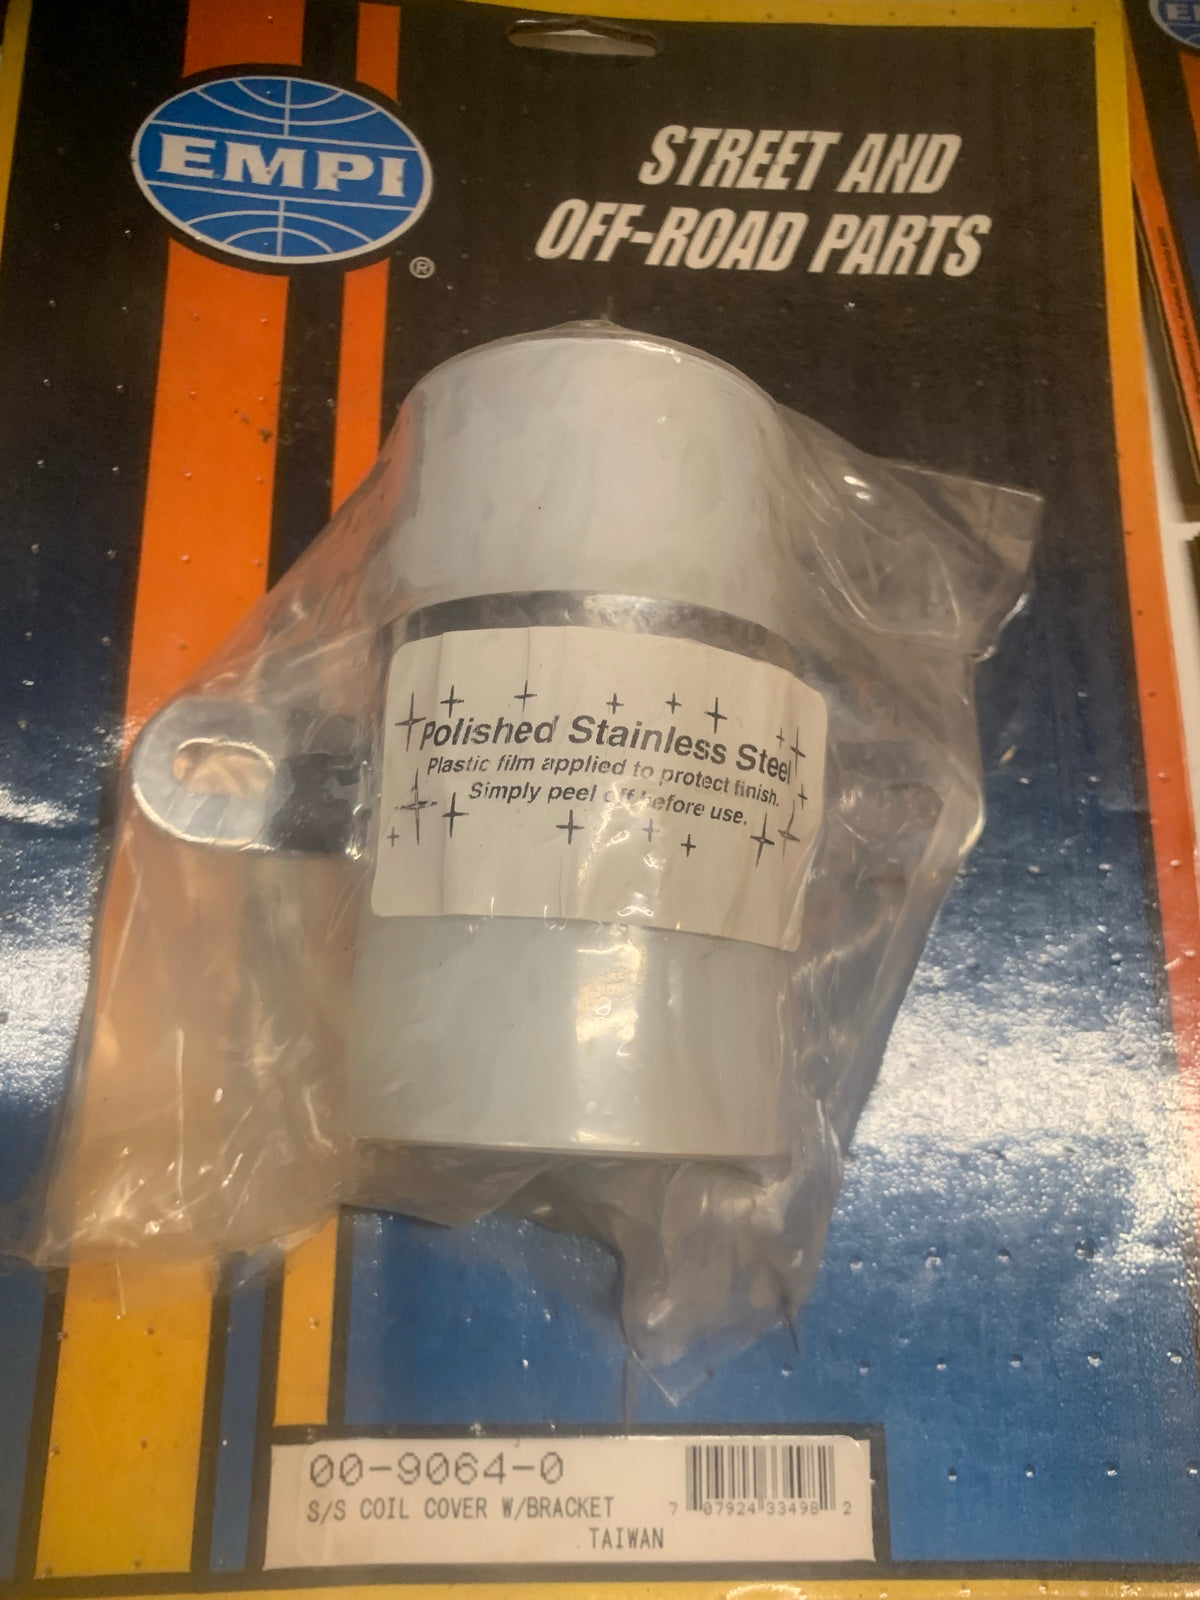 EMPI
®
STREET AND
OFF-ROAD PARTS
Polished Stainless Steel
Plastic film applied to protect finish.
Simply peel off before use.
00-9064-0
S/S COIL COVER W/BRACKET
7 07924 33498 2
TAIWAN